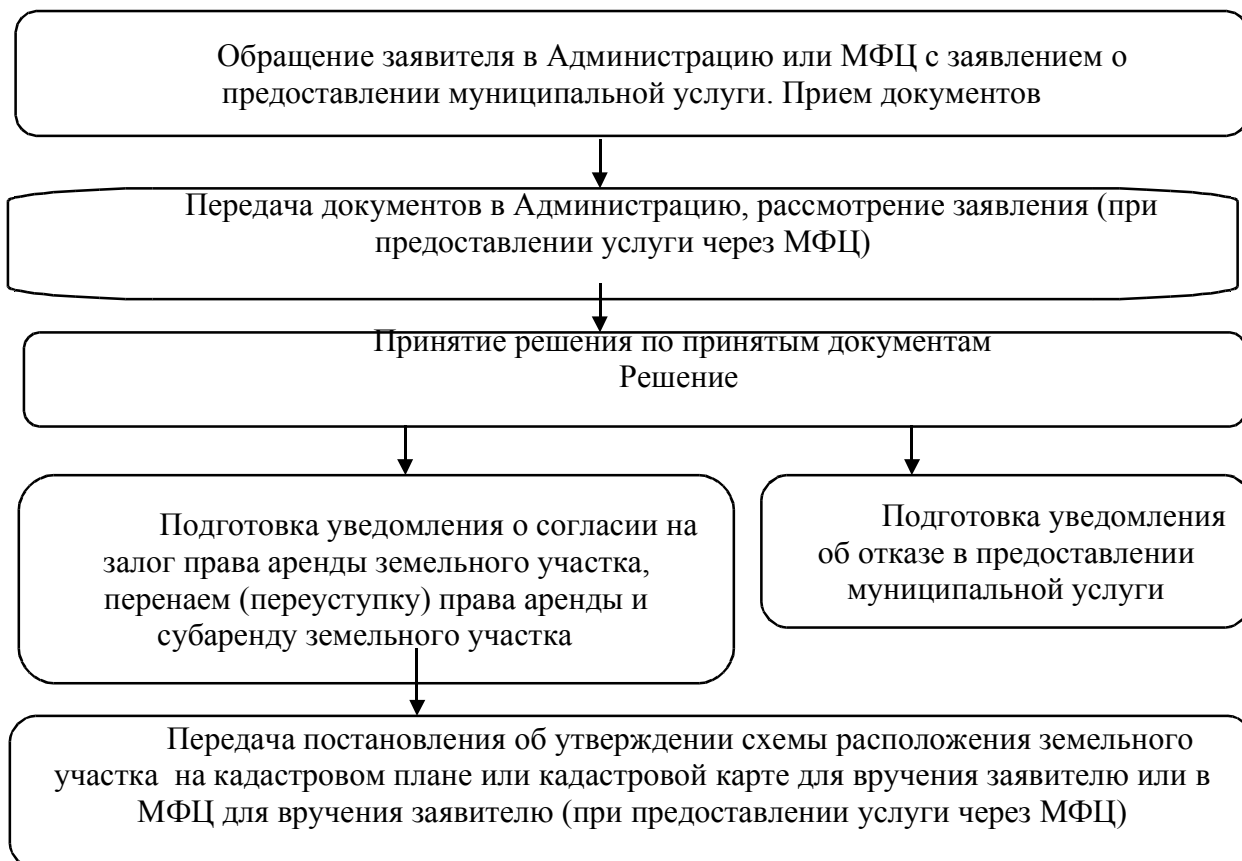 Обращение заявителя в Администрацию или МФЦ с заявлением о
предоставлении муниципальной услуги. Прием документов
Передача документов в Администрацию, рассмотрение заявления (при
предоставлении услуги через МФЦ)
Принятие решения по принятым документам
Решение
Подготовка уведомления о согласии на
залог права аренды земельного участка,
перенаем (переуступку) права аренды и
субаренду земельного участка
Подготовка уведомления
об отказе в предоставлении
муниципальной услуги
Передача постановления об утверждении схемы расположения земельного
участка на кадастровом плане или кадастровой карте для вручения заявителю или в
МФЦ для вручения заявителю (при предоставлении услуги через МФЦ)